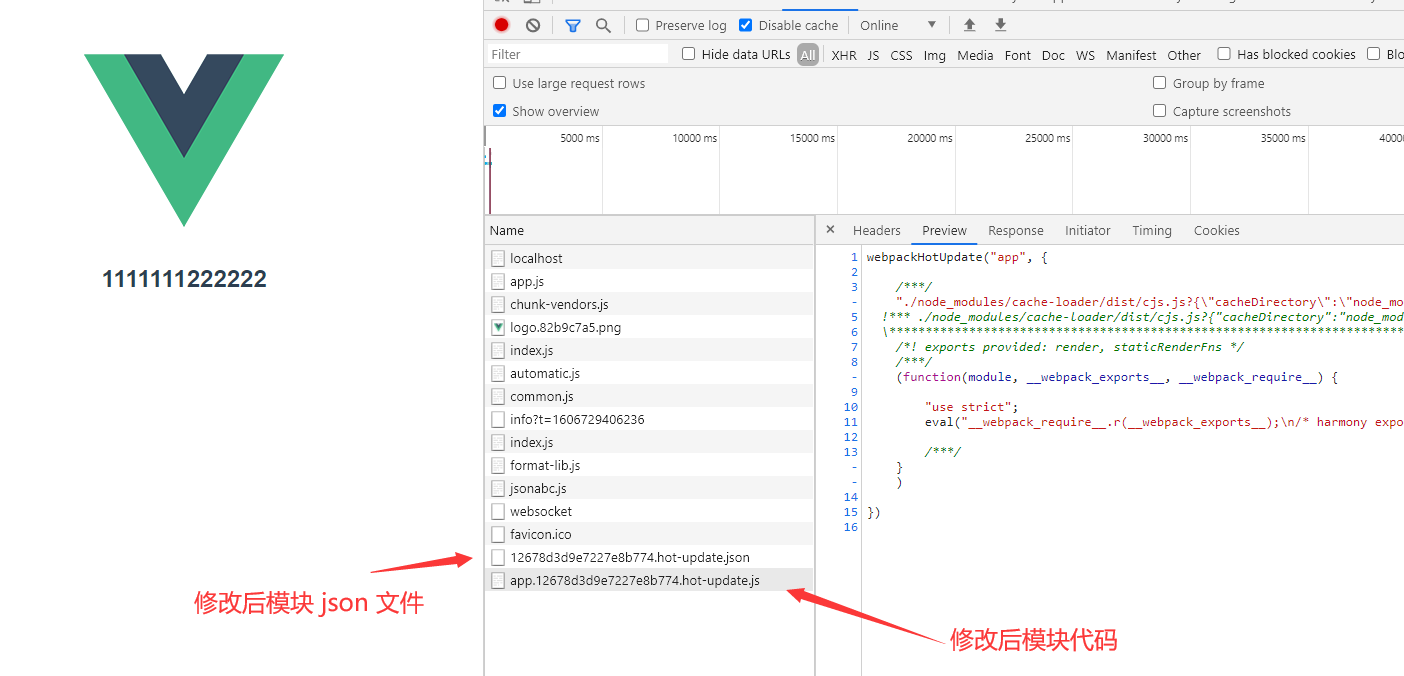 Preserve log Disable cache Online
Filter Hide data URLs All XHR JS CSS Img Media Font Doc WS Manifest Other Has blocked cookies
Use large request rows Group by frame
Show overview Capture screenshots
5000 ms 10000 ms 15000 ms 20000 ms 25000 ms 30000 ms 35000 ms
1111111222222
Name
localhost
app.js
chunk-vendors.js
logo.82b9c7a5.png
index.js
automatic.js
common.js
info?t=1606729406236
index.js
format-lib.js
jsonabc.js
websocket
favicon.ico
12678d3d9e7227e8b774.hot-update.json
app.12678d3d9e7227e8b774.hot-update.js
× Headers Preview Response Initiator Timing Cookies
1 webpackHotUpdate("app", {
2
3 /***/
- "./node_modules/cache-loader/dist/cjs.js?{\"cacheDirectory\":\"node_mo
5 !*** ./node_modules/cache-loader/dist/cjs.js?{"cacheDirectory":"node_mod
6 \**********************************************************************
7 /*! exports provided: render, staticRenderFns */
8 /***/
- (function(module, __webpack_exports__, __webpack_require__) {
9
10 "use strict";
11 eval("__webpack_require__.r(__webpack_exports__);\n/* harmony expo
12
13 /***/
- }
- )
14
15 })
16
修改后模块 json 文件
修改后模块代码